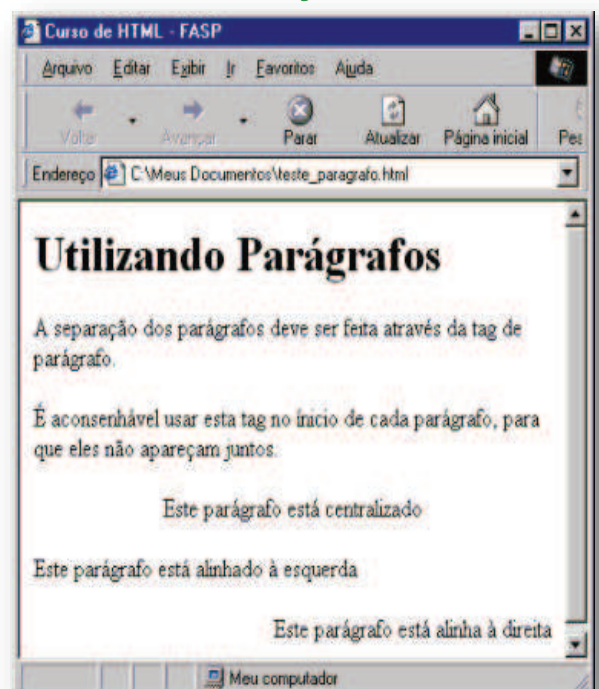 Curso de HTML - FASP
Arquivo Editar Exibir Ir Favoritos Ajuda
Voltar Avançar Parar Atualizar Página inicial Pes
Endereço C:\Meus Documentos\teste_paragrafo.html
Utilizando Parágrafos
A separação dos parágrafos deve ser feita através da tag de
parágrafo.
É aconsenhável usar esta tag no ínicio de cada parágrafo, para
que eles não apareçam juntos.
Este parágrafo está centralizado
Este parágrafo está alinhado à esquerda
Este parágrafo está alinha à direita
Meu computador